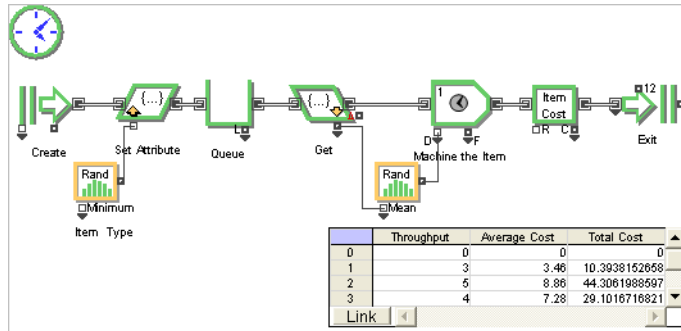 {...}
{...}
1
Item
Cost
12
L
D
F
R
C
Create
Set Attribute
Queue
Get
Machine the Item
Exit
Rand
Rand
Minimum
Mean
Item Type
Throughput Average Cost Total Cost
0 0 0 0
1 3 3.46 10.3938152658
2 5 8.86 44.3061988597
3 4 7.28 29.1016716821
Link